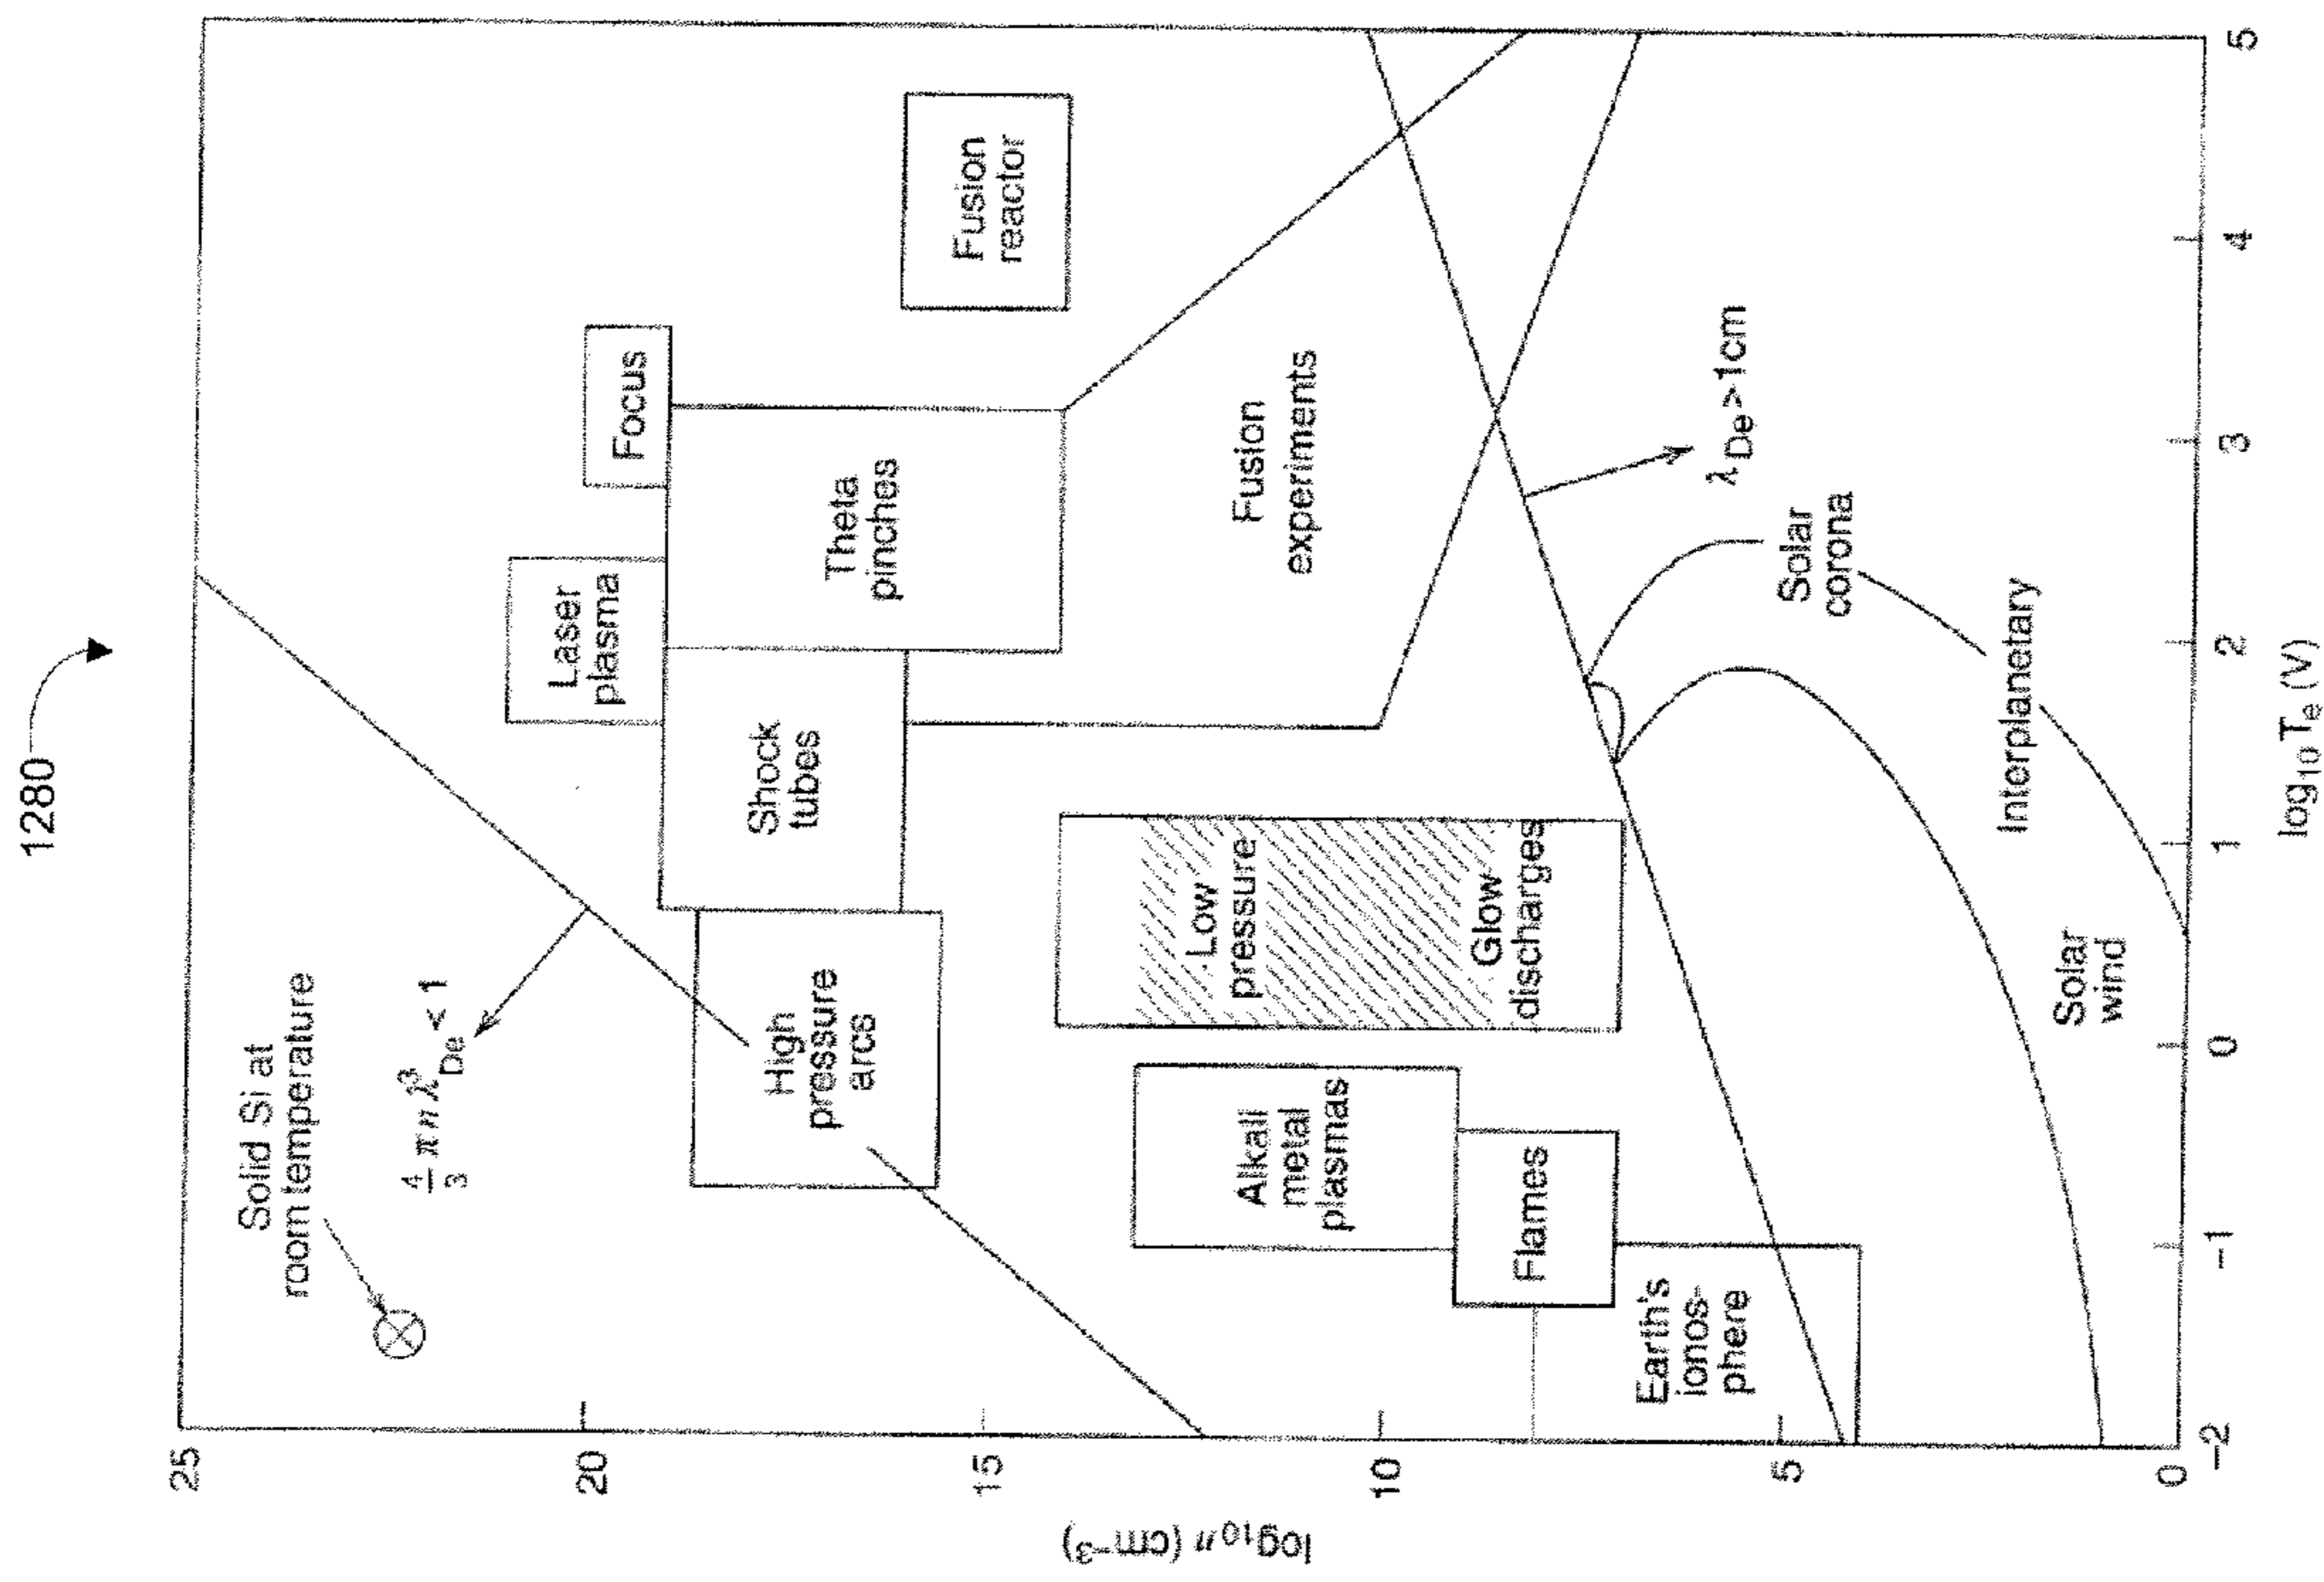 1280
25
20
15
10
5
0
log₁₀ n (cm⁻³)
-2
-1
0
1
2
3
4
5
log₁₀ Tₑ (V)
Solid Si at
room temperature
4/3 π n λ³De < 1
Laser
plasma
Focus
High
pressure
arcs
Shock
tubes
Theta
pinches
Fusion
reactor
Alkali
metal
plasmas
Low
pressure
Glow
discharges
Fusion
experiments
Flames
Earth's
ionos-
phere
λDe>1cm
Solar
corona
Interplanetary
Solar
wind